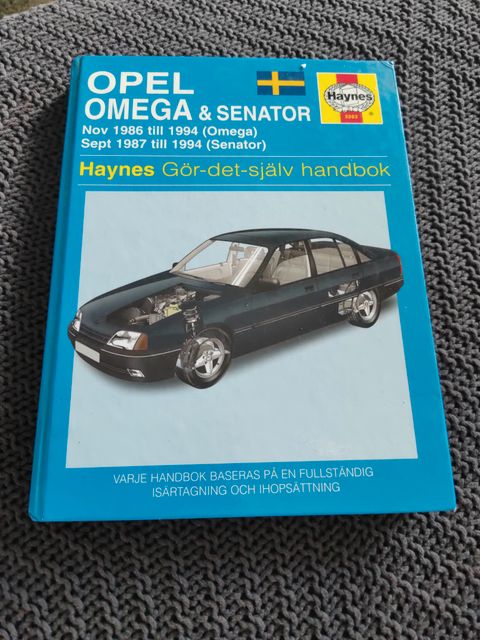 OPEL
OMEGA & SENATOR
Nov 1986 till 1994 (Omega)
Sept 1987 till 1994 (Senator)
Haynes
Haynes Gör-det-själv handbok
VARJE HANDBOK BASERAS PÅ EN FULLSTÄNDIG
ISÄRTAGNING OCH IHOPSÄTTNING